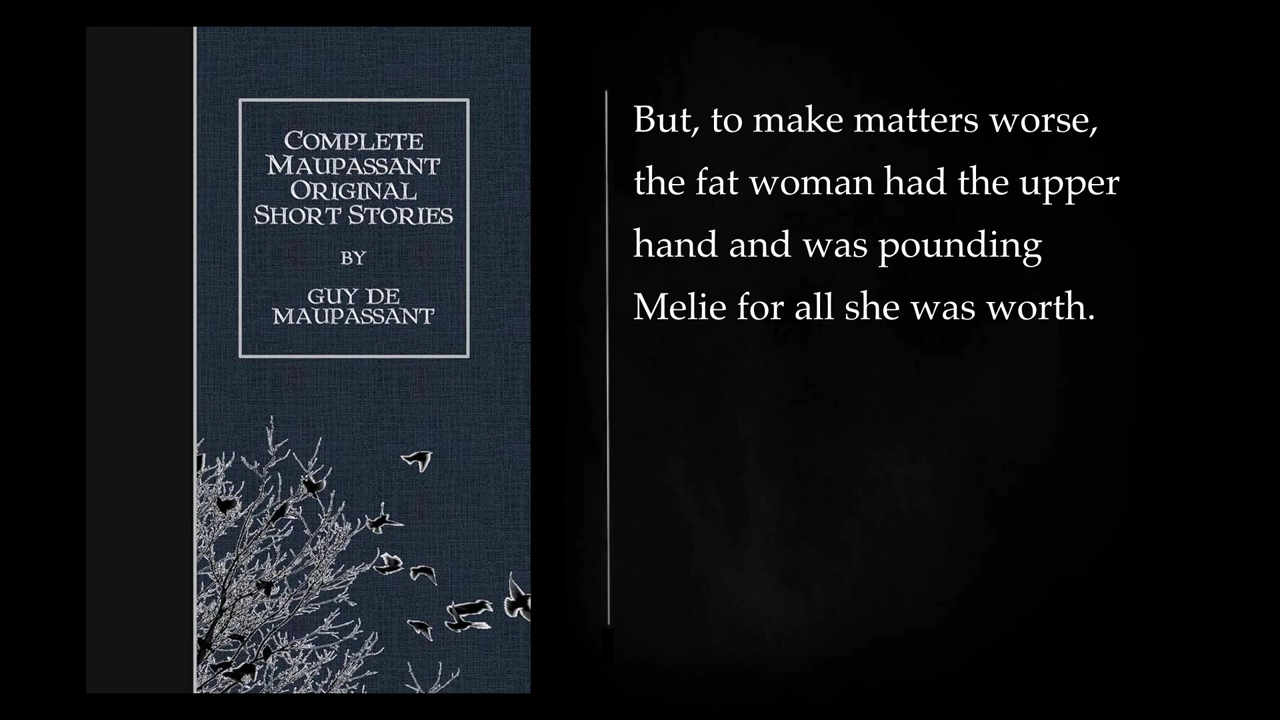 COMPLETE
MAUPASSANT
ORIGINAL
SHORT STORIES
BY
GUY DE
MAUPASSANT
But, to make matters worse,
the fat woman had the upper
hand and was pounding
Melie for all she was worth.